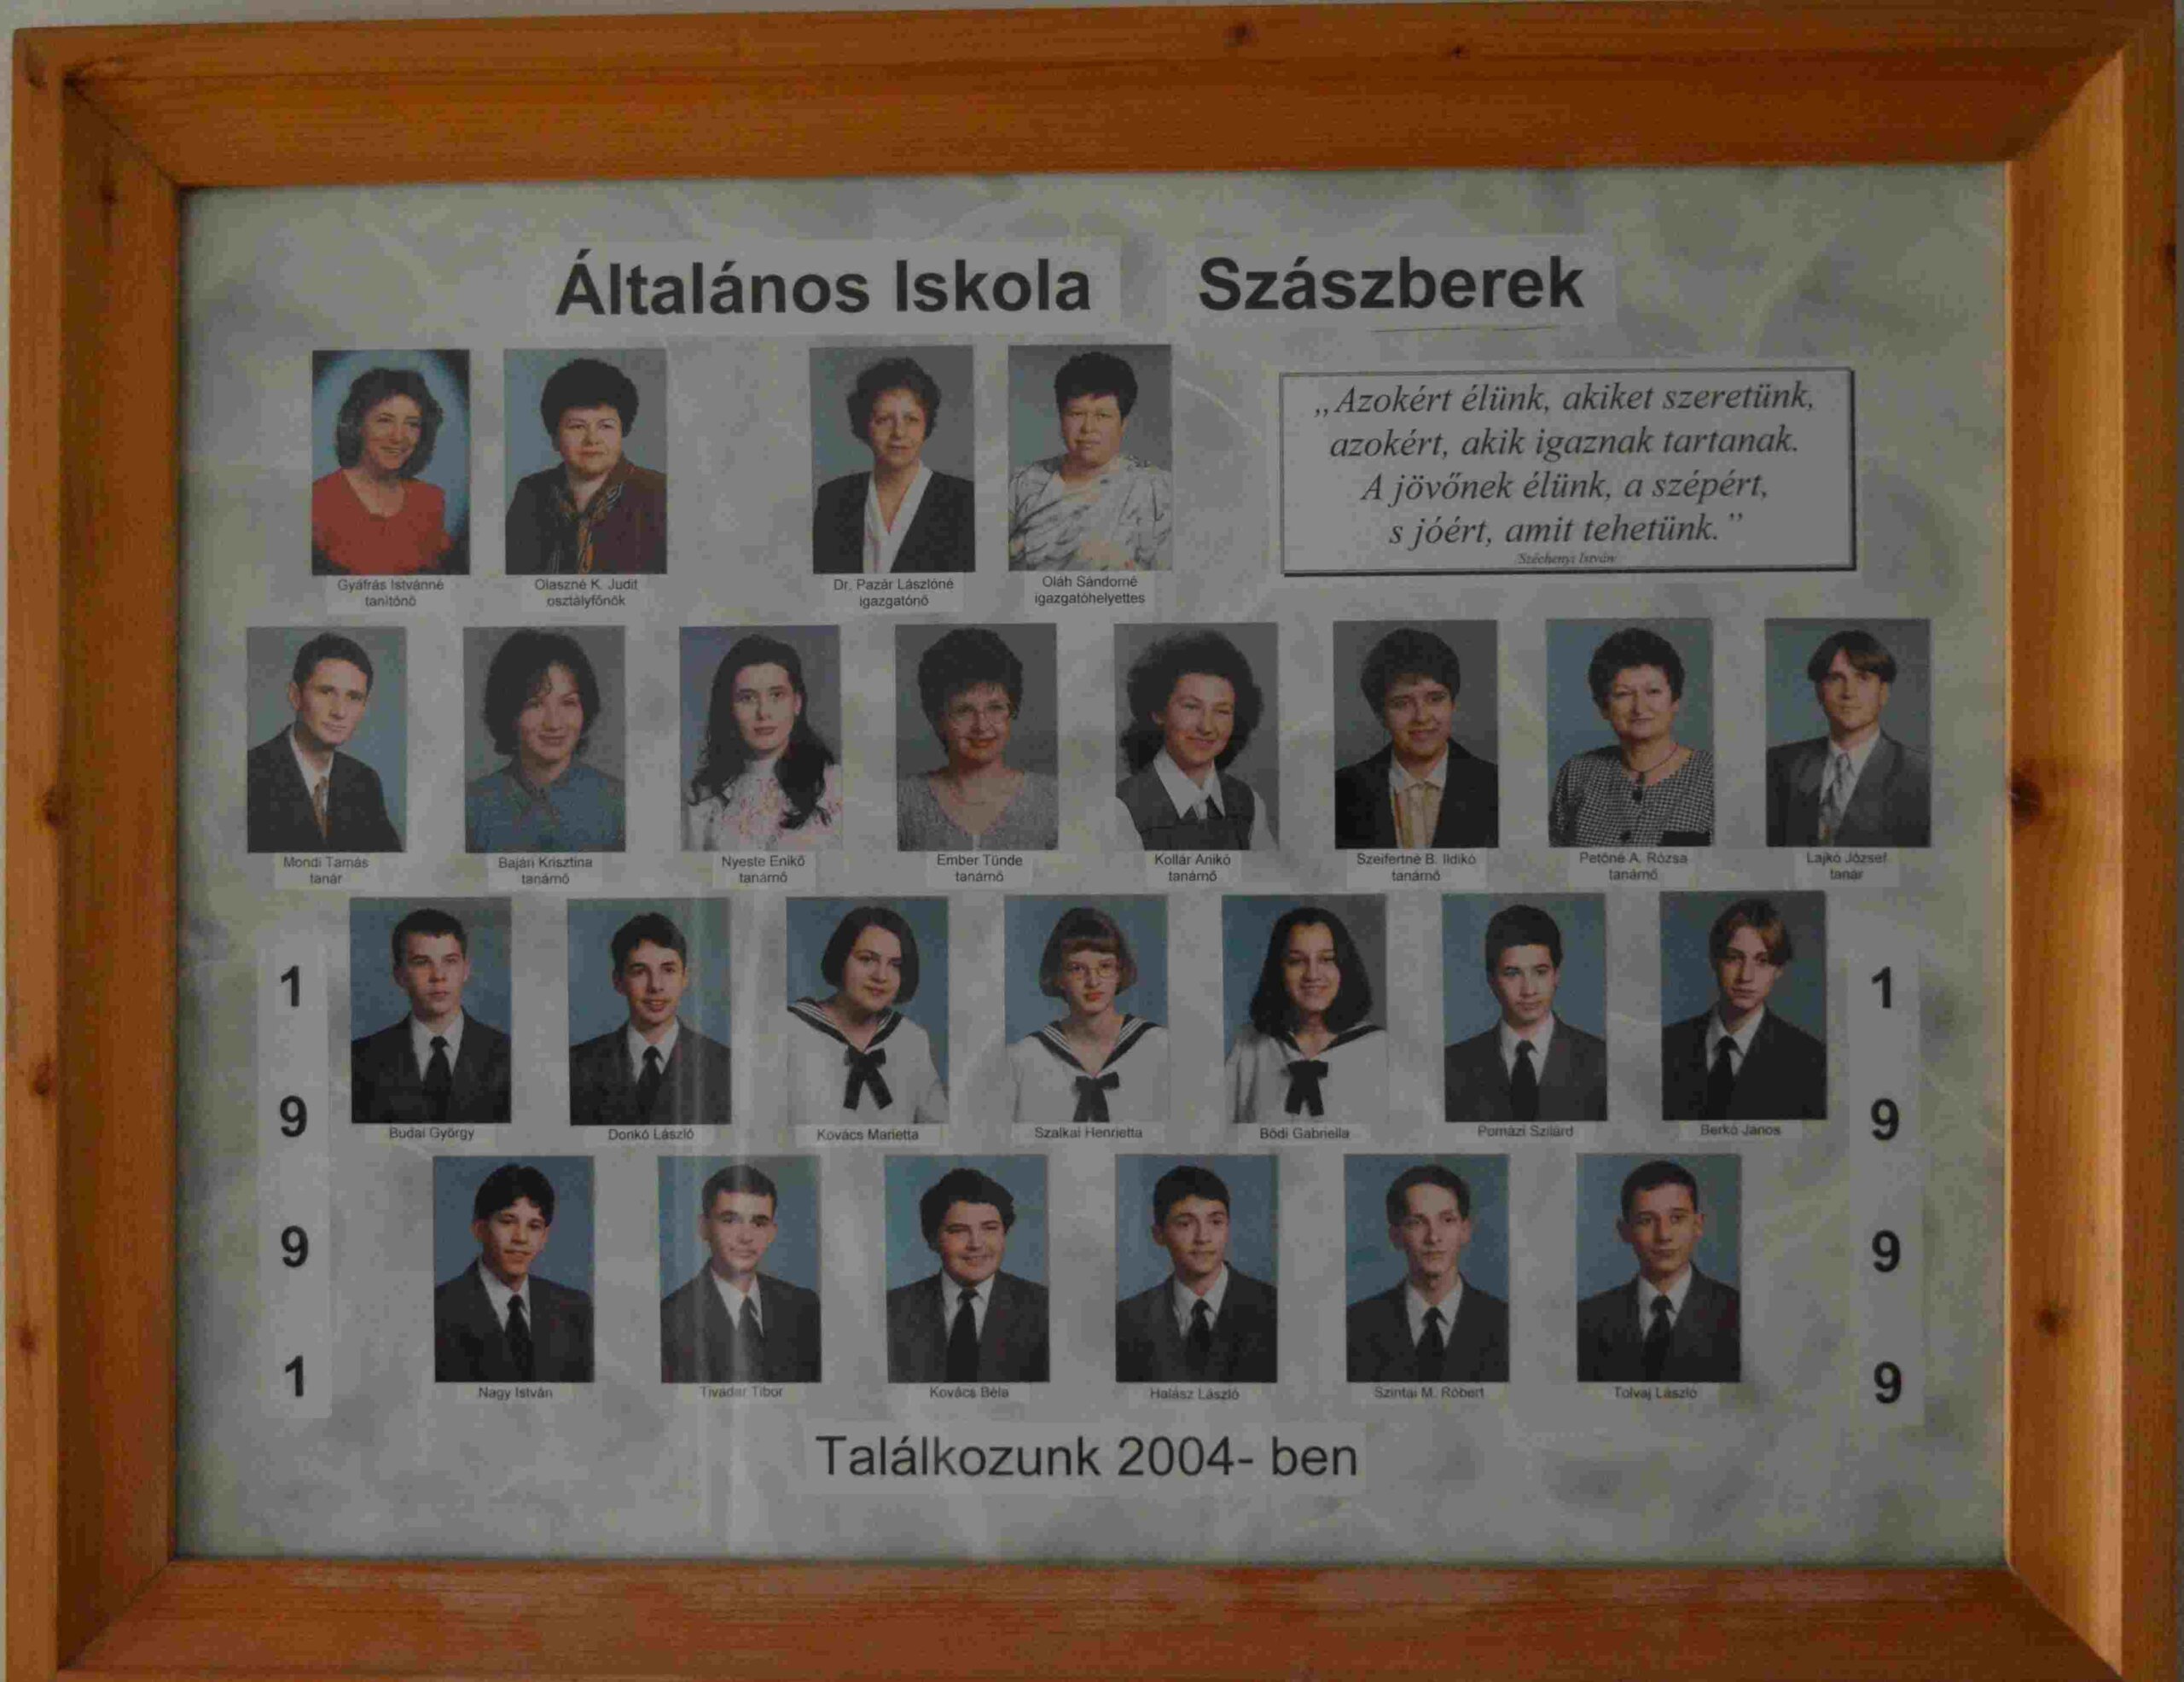 Általános Iskola Szászberek
„Azokért élünk, akiket szeretünk,
azokért, akik igaznak tartanak.
A jövőnek élünk, a szépért,
s jóért, amit tehetünk.”
Széchenyi István
Gyáfrás Istvánné
tanítónő
Olaszné K. Judit
osztályfőnök
Dr. Pazár Lászlóné
igazgatónő
Oláh Sándorné
igazgatóhelyettes
Mondi Tamás
tanár
Baján Krisztina
tanárnő
Nyeste Enikő
tanárnő
Ember Tünde
tanárnő
Kollár Anikó
tanárnő
Szeifertné B. Ildikó
tanárnő
Petőné A. Rózsa
tanárnő
Lajkó József
tanár
Budai György
Donkó László
Kovács Marietta
Szalkai Henrietta
Bódi Gabriella
Pomázi Szilárd
Berkó János
Nagy István
Tivadar Tibor
Kovács Béla
Halász László
Szintai M. Róbert
Tolvaj László
1
9
9
1
1
9
9
9
Találkozunk 2004- ben